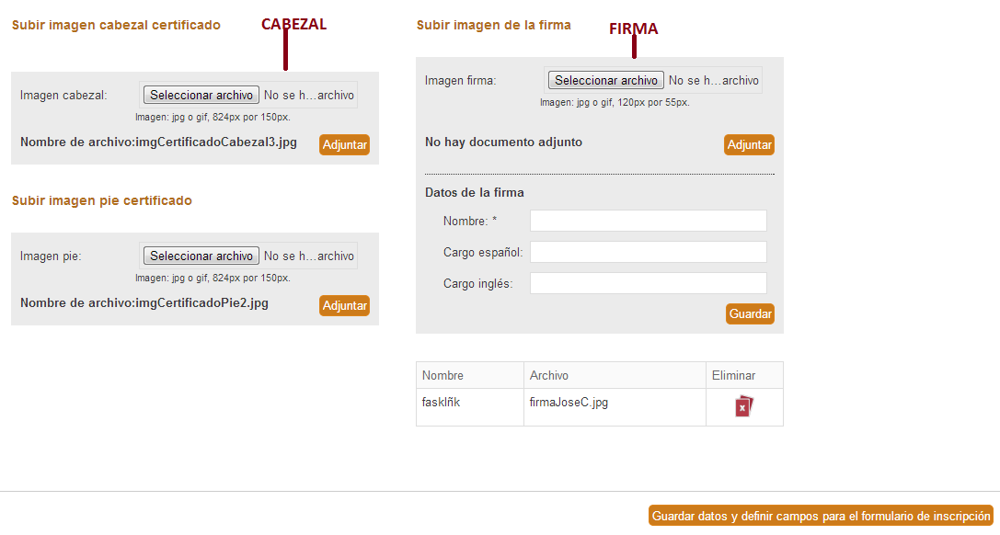 Subir imagen cabezal certificado
CABEZAL
Imagen cabezal:
Seleccionar archivo No se h...archivo
Imagen: jpg o gif, 824px por 150px.
Nombre de archivo:imgCertificadoCabezal3.jpg
Adjuntar
Subir imagen pie certificado
Imagen pie:
Seleccionar archivo No se h...archivo
Imagen: jpg o gif, 824px por 150px.
Nombre de archivo:imgCertificadoPie2.jpg
Adjuntar
Subir imagen de la firma
FIRMA
Imagen firma:
Seleccionar archivo No se h...archivo
Imagen: jpg o gif, 120px por 55px.
No hay documento adjunto
Adjuntar
Datos de la firma
Nombre: *
Cargo español:
Cargo inglés:
Guardar
Nombre Archivo Eliminar
fasklñk firmaJoseC.jpg
x
Guardar datos y definir campos para el formulario de inscripción